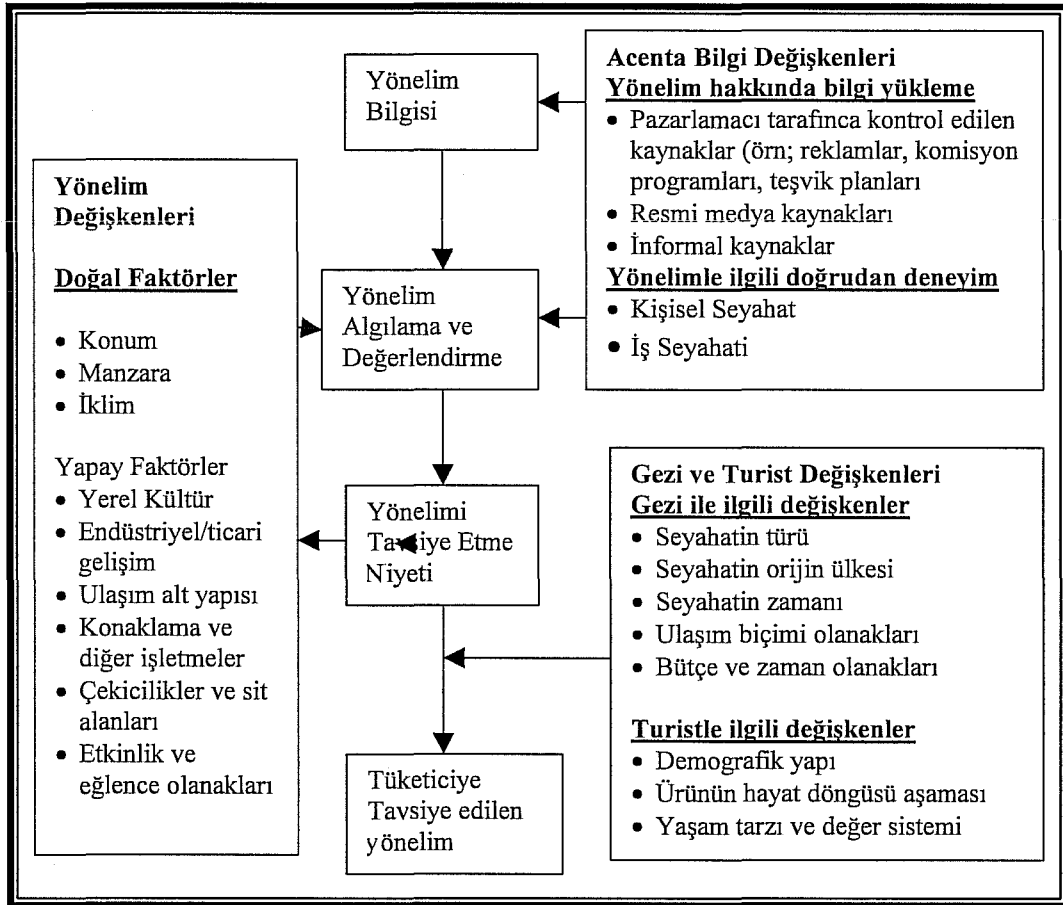 Yönelim
Bilgisi
Acenta Bilgi Değişkenleri
Yönelim hakkında bilgi yükleme
• Pazarlamacı tarafınca kontrol edilen
kaynaklar (örn; reklamlar, komisyon
programları, teşvik planları
• Resmi medya kaynakları
• İnformal kaynaklar
Yönelimle ilgili doğrudan deneyim
• Kişisel Seyahat
• İş Seyahati
Yönelim
Değişkenleri
Doğal Faktörler
• Konum
• Manzara
• İklim
Yapay Faktörler
• Yerel Kültür
• Endüstriyel/ticari
gelişim
• Ulaşım alt yapısı
• Konaklama ve
diğer işletmeler
• Çekicilikler ve sit
alanları
• Etkinlik ve
eğlence olanakları
Yönelim
Algılama ve
Değerlendirme
Yönelimi
Tavsiye Etme
Niyeti
Gezi ve Turist Değişkenleri
Gezi ile ilgili değişkenler
• Seyahatin türü
• Seyahatin orijin ülkesi
• Seyahatin zamanı
• Ulaşım biçimi olanakları
• Bütçe ve zaman olanakları
Turistle ilgili değişkenler
• Demografik yapı
• Ürünün hayat döngüsü aşaması
• Yaşam tarzı ve değer sistemi
Tüketiciye
Tavsiye edilen
yönelim